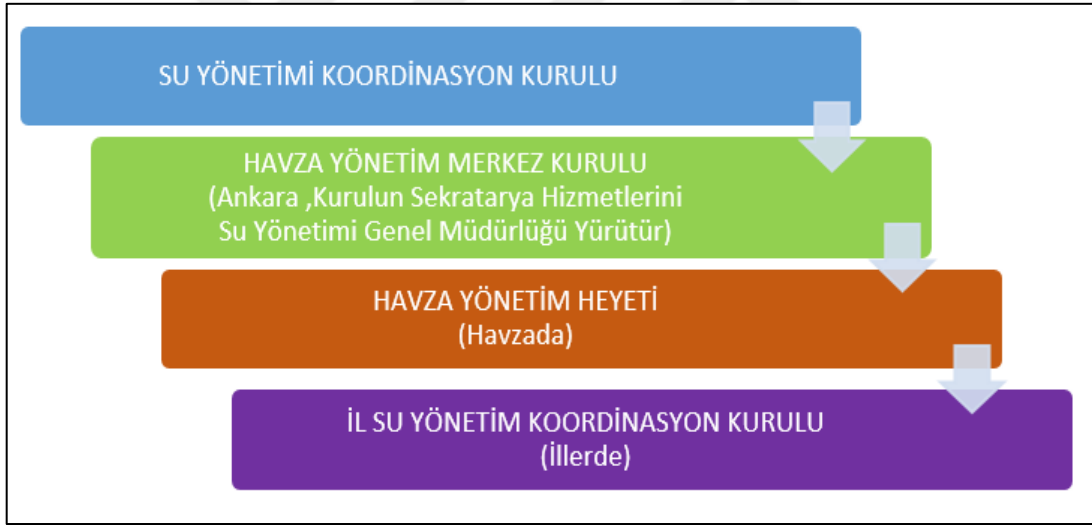 SU YÖNETİMİ KOORDİNASYON KURULU
HAVZA YÖNETİM MERKEZ KURULU
(Ankara ,Kurulun Sekratarya Hizmetlerini
Su Yönetimi Genel Müdürlüğü Yürütür)
HAVZA YÖNETİM HEYETİ
(Havzada)
İL SU YÖNETİM KOORDİNASYON KURULU
(İllerde)